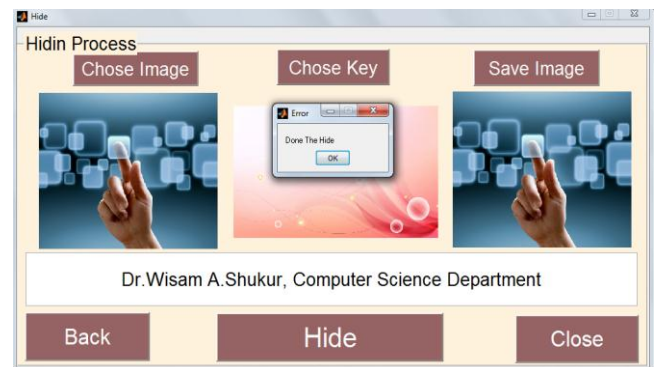 Hide
Hidin Process
Chose Image
Chose Key
Save Image
Error
Done The Hide
OK
Dr.Wisam A.Shukur, Computer Science Department
Back
Hide
Close